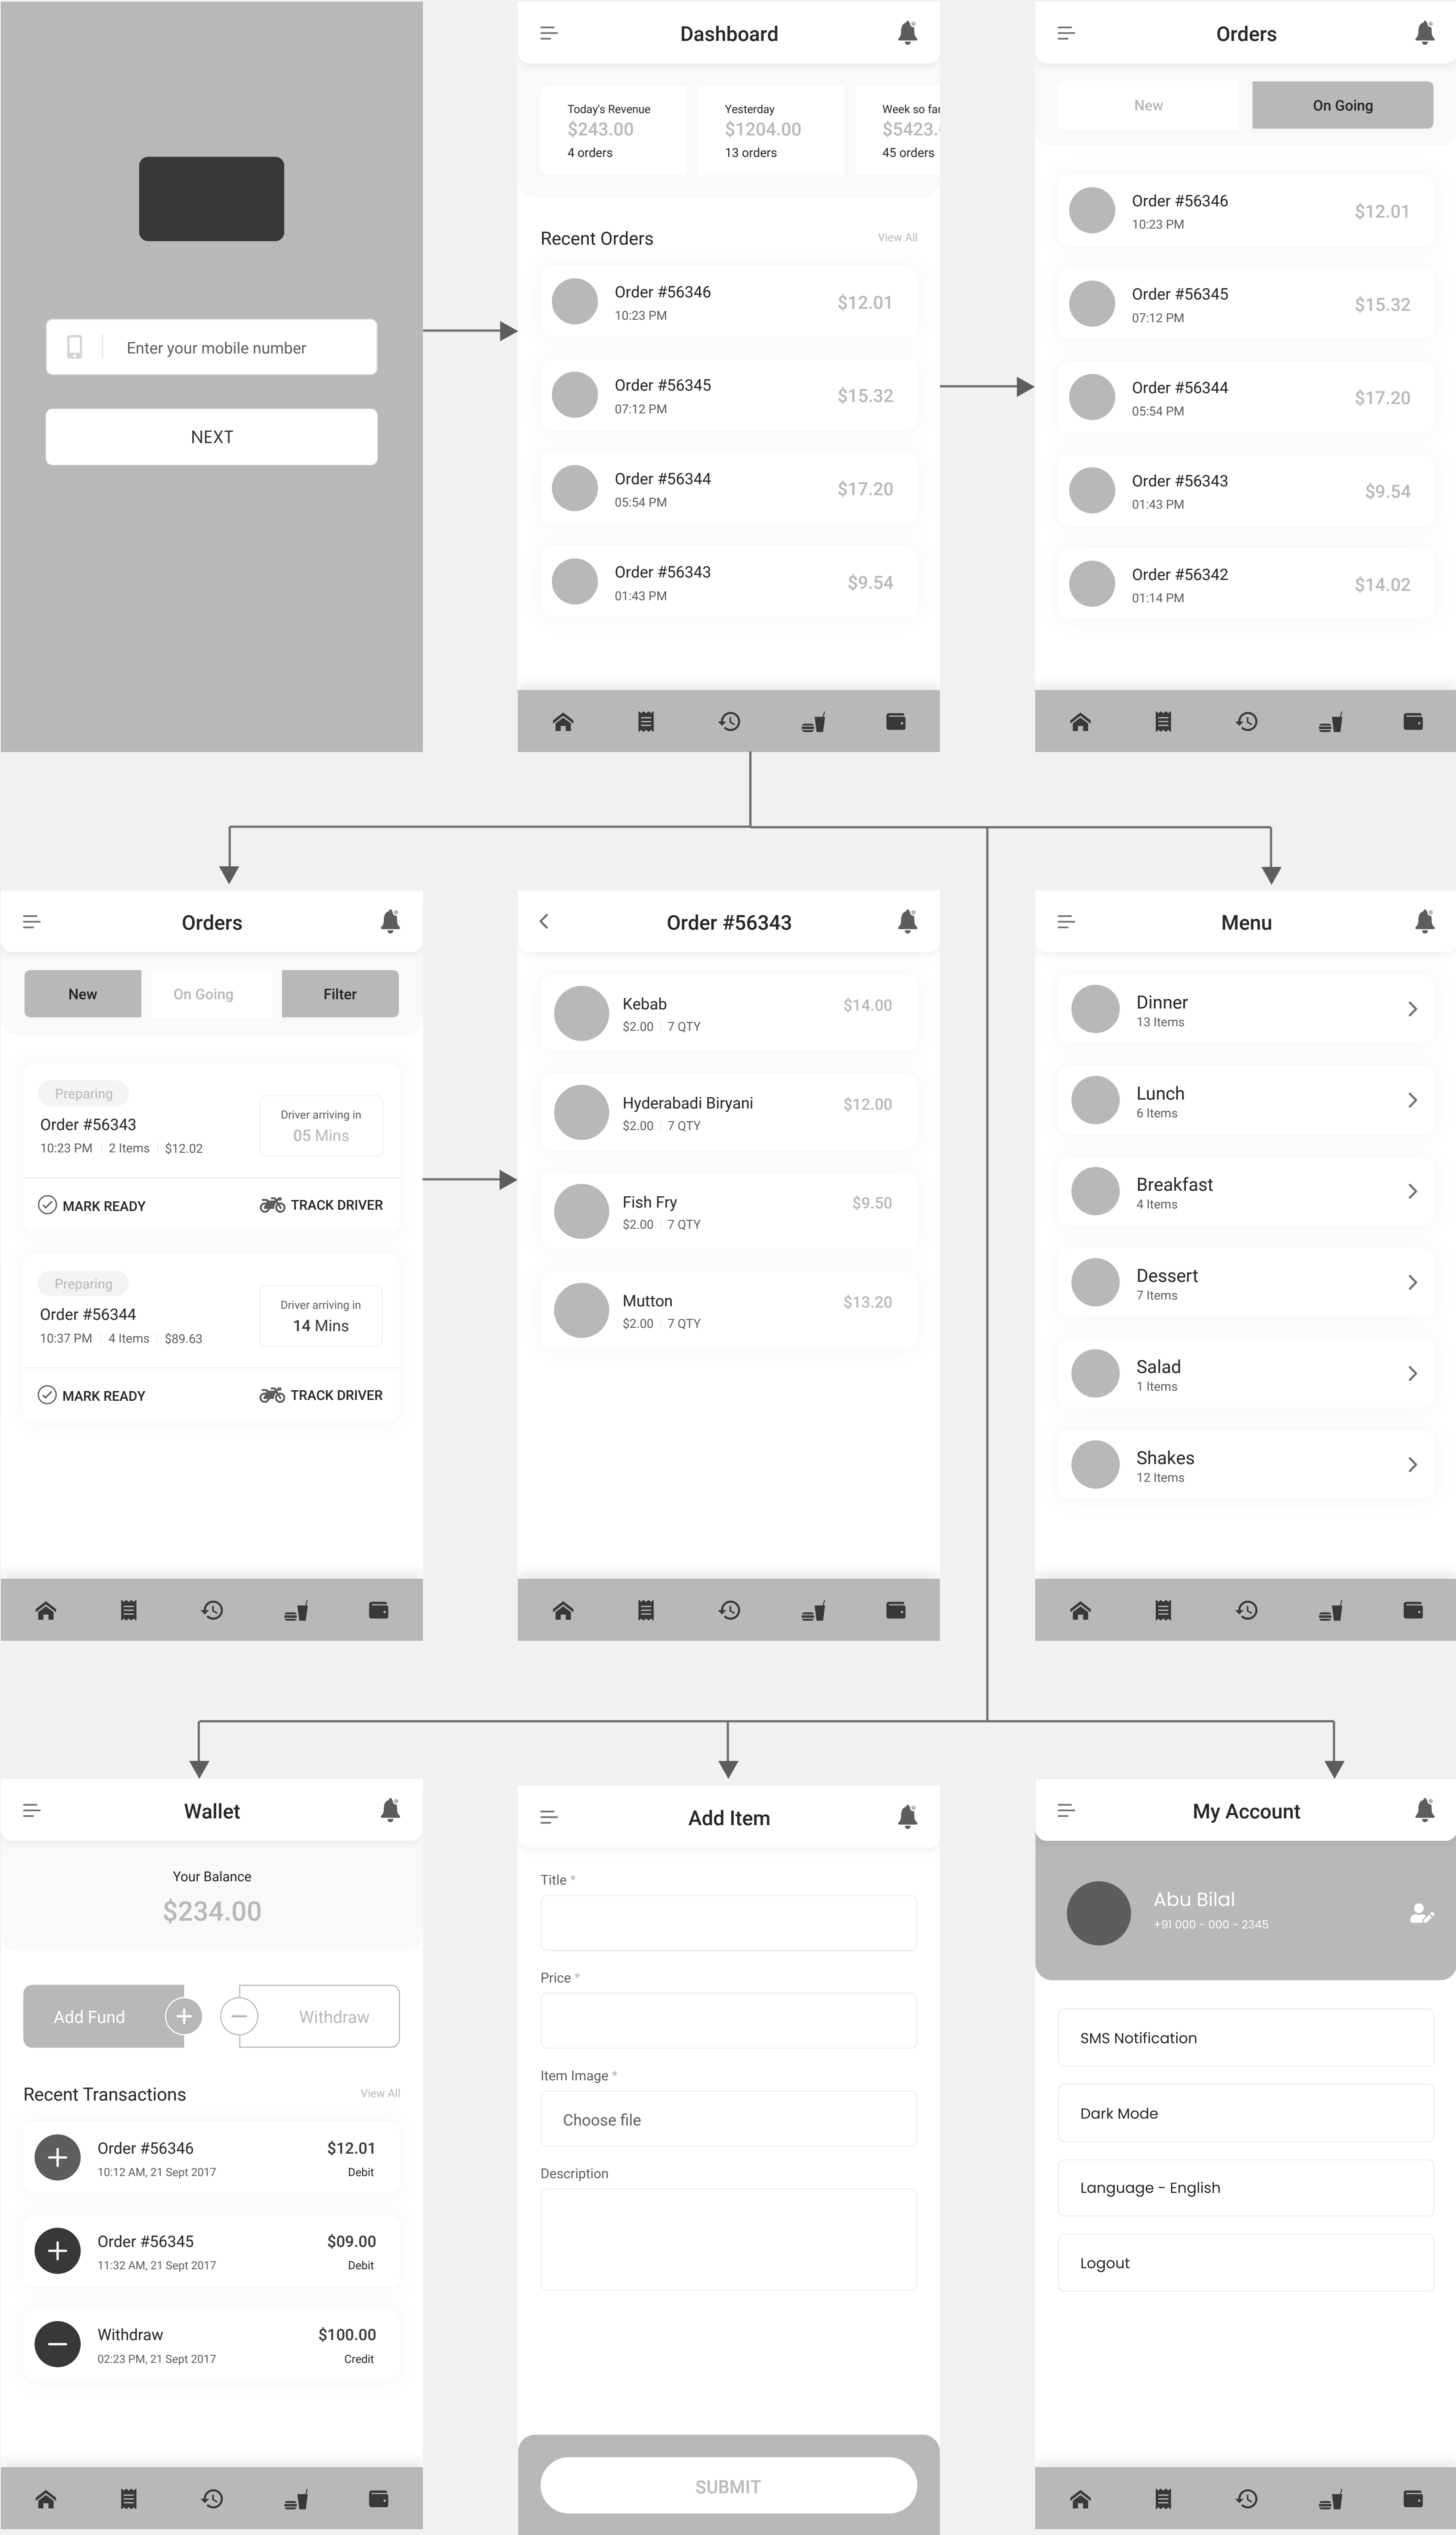 Enter your mobile number
NEXT
Dashboard
Today's Revenue
$243.00
4 orders
Yesterday
$1204.00
13 orders
Week so far
$5423.
45 orders
Recent Orders
View All
Order #56346
10:23 PM
$12.01
Order #56345
07:12 PM
$15.32
Order #56344
05:54 PM
$17.20
Order #56343
01:43 PM
$9.54
Orders
New
On Going
Order #56346
10:23 PM
$12.01
Order #56345
07:12 PM
$15.32
Order #56344
05:54 PM
$17.20
Order #56343
01:43 PM
$9.54
Order #56342
01:14 PM
$14.02
Orders
New
On Going
Filter
Preparing
Order #56343
10:23 PM | 2 Items | $12.02
Driver arriving in
05 Mins
MARK READY
TRACK DRIVER
Preparing
Order #56344
10:37 PM | 4 Items | $89.63
Driver arriving in
14 Mins
MARK READY
TRACK DRIVER
Order #56343
Kebab
$2.00 | 7 QTY
$14.00
Hyderabadi Biryani
$2.00 | 7 QTY
$12.00
Fish Fry
$2.00 | 7 QTY
$9.50
Mutton
$2.00 | 7 QTY
$13.20
Menu
Dinner
13 Items
Lunch
6 Items
Breakfast
4 Items
Dessert
7 Items
Salad
1 Items
Shakes
12 Items
Wallet
Your Balance
$234.00
Add Fund
Withdraw
Recent Transactions
View All
Order #56346
10:12 AM, 21 Sept 2017
$12.01
Debit
Order #56345
11:32 AM, 21 Sept 2017
$09.00
Debit
Withdraw
02:23 PM, 21 Sept 2017
$100.00
Credit
Add Item
Title *
Price *
Item Image *
Choose file
Description
SUBMIT
My Account
Abu Bilal
+91 000 - 000 - 2345
SMS Notification
Dark Mode
Language - English
Logout